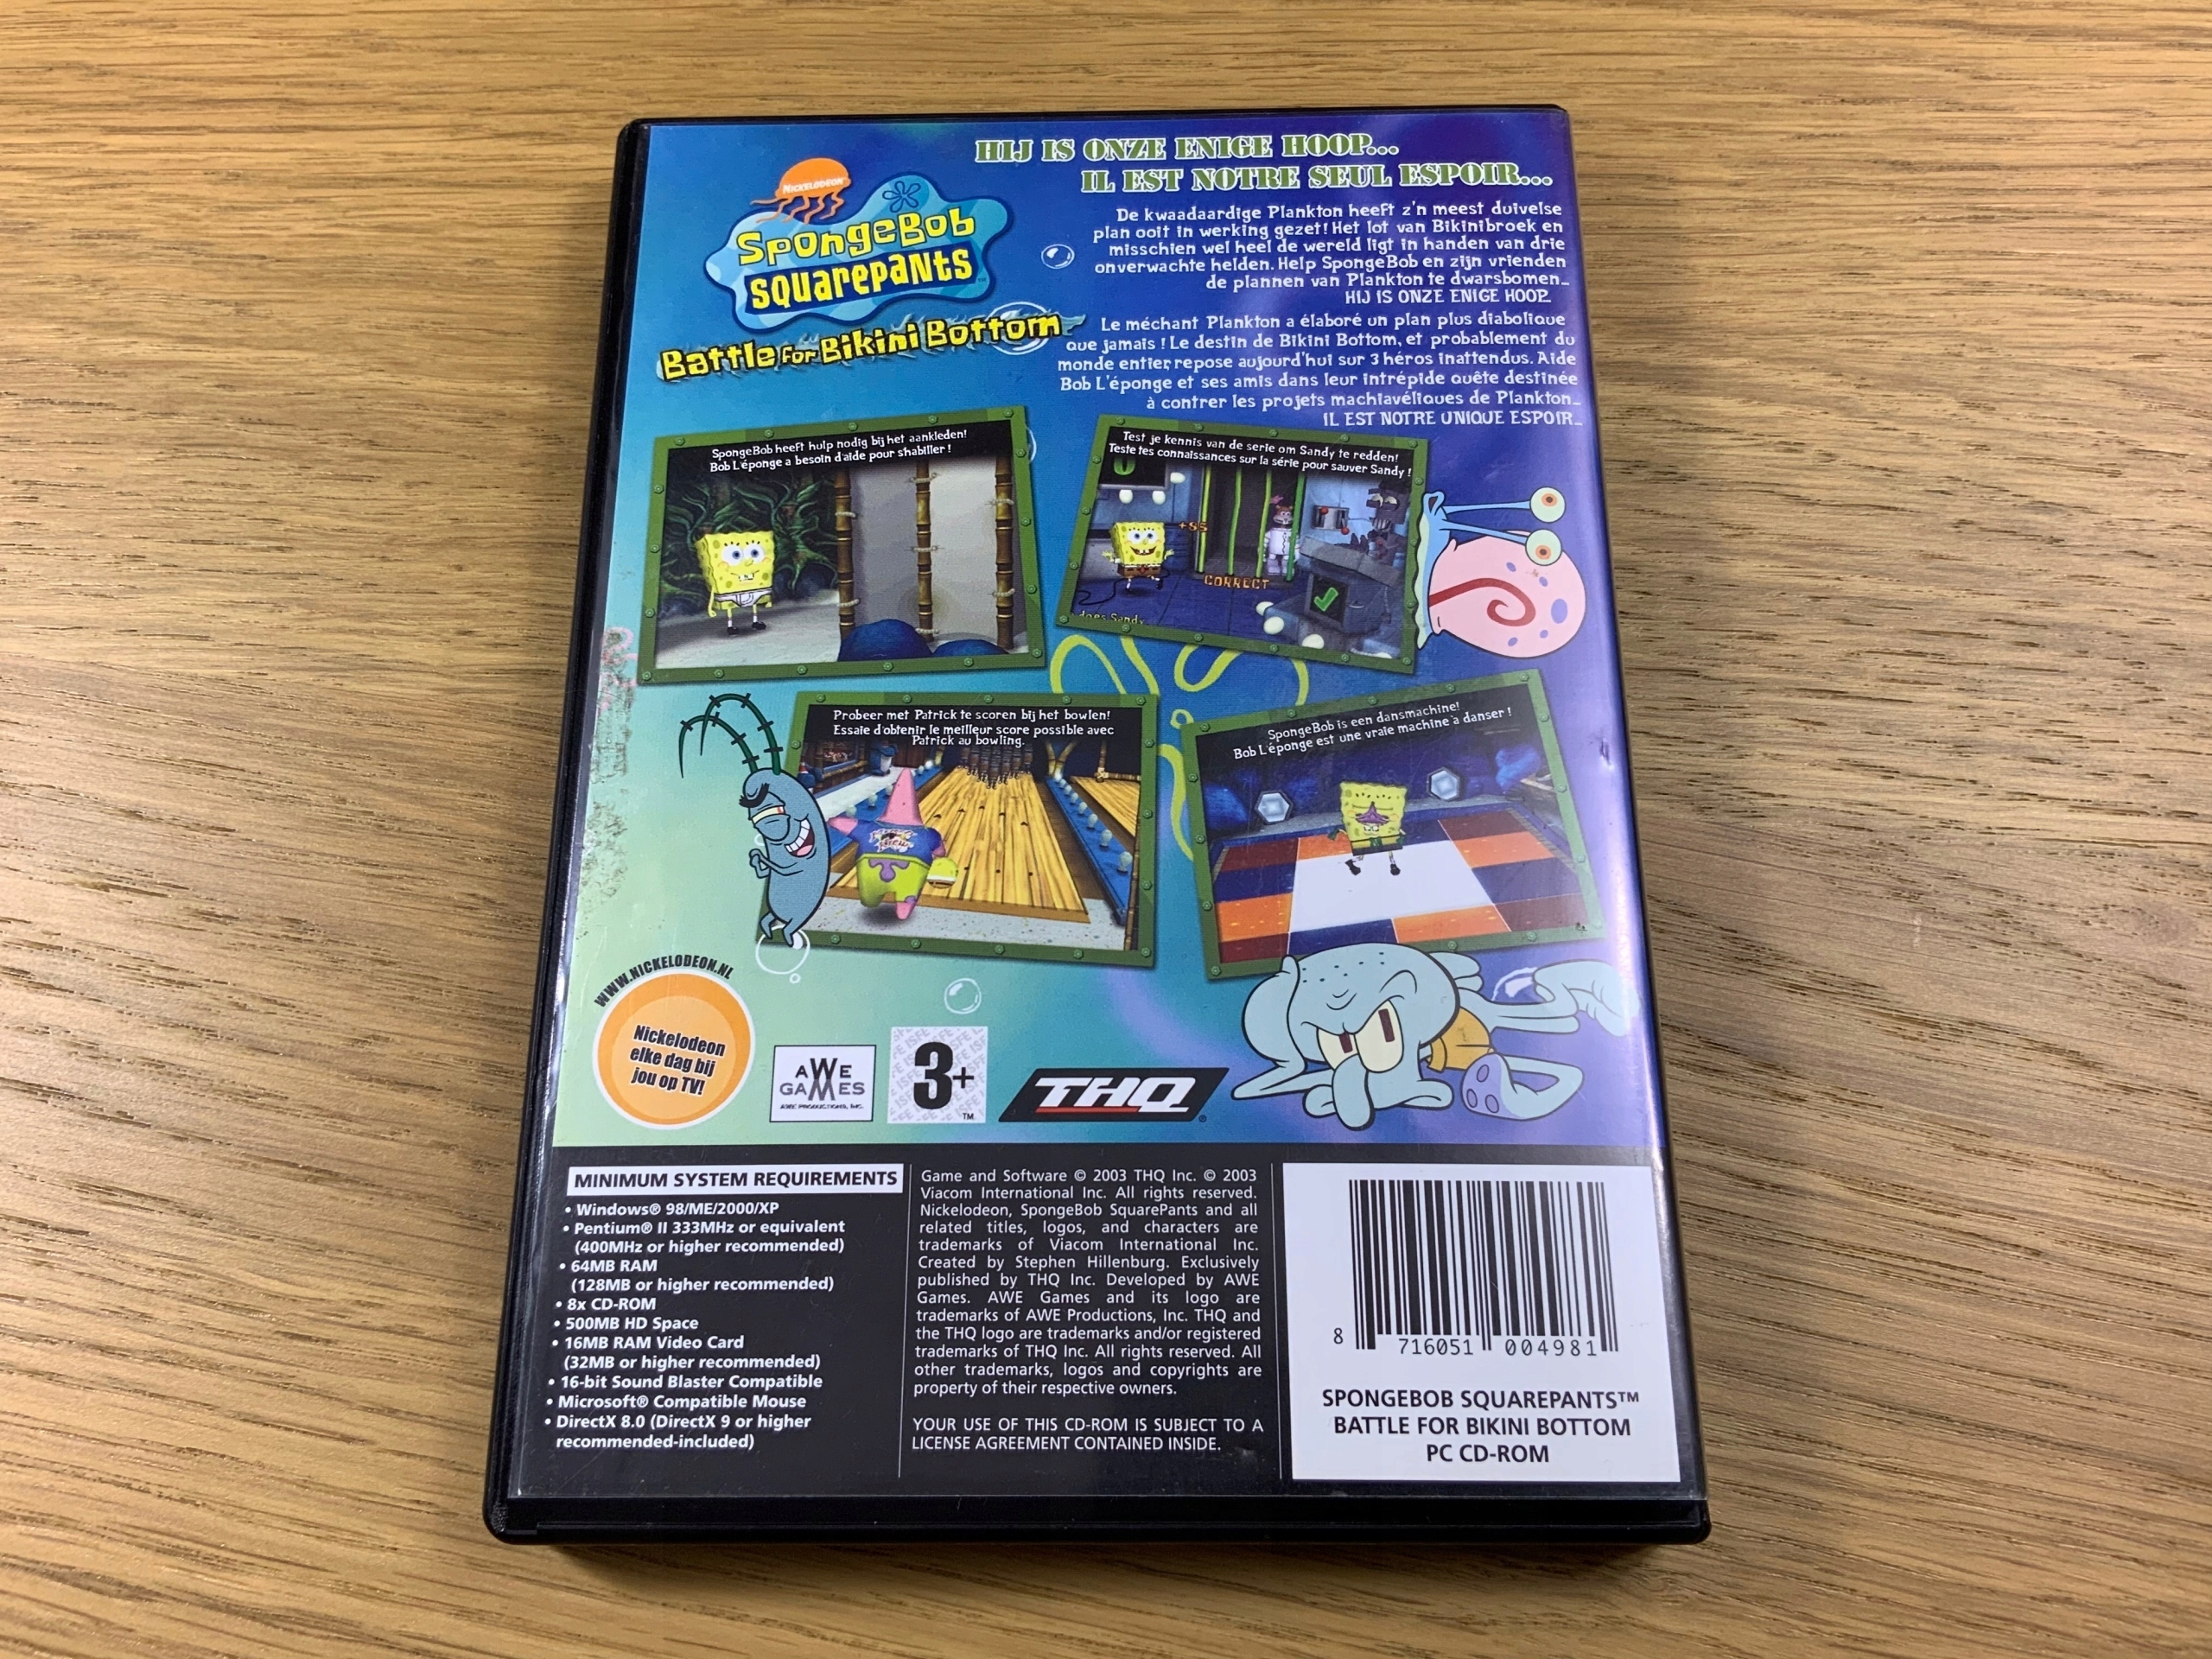 HIJ IS ONZE ENIGE HOOP...
IL EST NOTRE SEUL ESPOIR...
NICKELODEON
SpongeBob
SQUAREPANTS
Battle for Bikini Bottom
De kwaadaardige Plankton heeft z'n meest duivelse
plan ooit in werking gezet! Het lot van Bikinibroek en
misschien wel heel de wereld ligt in handen van drie
onverwachte helden. Help SpongeBob en zijn vrienden
de plannen van Plankton te dwarsbomen...
HIJ IS ONZE ENIGE HOOP...
Le méchant Plankton a élaboré un plan plus diabolique
que jamais ! Le destin de Bikini Bottom, et probablement du
monde entier, repose aujourd'hui sur 3 héros inattendus. Aide
Bob L'éponge et ses amis dans leur intrépide quête destinée
à contrer les projets machiavéliques de Plankton...
IL EST NOTRE UNIQUE ESPOIR...
SpongeBob heeft hulp nodig bij het aankleden!
Bob L'éponge a besoin d'aide pour s'habiller !
Test je kennis van de serie om Sandy te redden!
Teste tes connaissances sur la série pour sauver Sandy !
+85
CORRECT
does Sandy
Probeer met Patrick te scoren bij het bowlen!
Essaie d'obtenir le meilleur score possible avec
Patrick au bowling.
SpongeBob is een dansmachine!
Bob L'éponge est une vraie machine à danser !
WWW.NICKELODEON.NL
Nickelodeon
elke dag bij
jou op TV!
AWE
GAMES
AWE PRODUCTIONS, INC.
ISFE
3+
TM
THQ
MINIMUM SYSTEM REQUIREMENTS
• Windows® 98/ME/2000/XP
• Pentium® II 333MHz or equivalent
(400MHz or higher recommended)
• 64MB RAM
(128MB or higher recommended)
• 8x CD-ROM
• 500MB HD Space
• 16MB RAM Video Card
(32MB or higher recommended)
• 16-bit Sound Blaster Compatible
• Microsoft® Compatible Mouse
• DirectX 8.0 (DirectX 9 or higher
recommended-included)
Game and Software © 2003 THQ Inc. © 2003
Viacom International Inc. All rights reserved.
Nickelodeon, SpongeBob SquarePants and all
related titles, logos, and characters are
trademarks of Viacom International Inc.
Created by Stephen Hillenburg. Exclusively
published by THQ Inc. Developed by AWE
Games. AWE Games and its logo are
trademarks of AWE Productions, Inc. THQ and
the THQ logo are trademarks and/or registered
trademarks of THQ Inc. All rights reserved. All
other trademarks, logos and copyrights are
property of their respective owners.
YOUR USE OF THIS CD-ROM IS SUBJECT TO A
LICENSE AGREEMENT CONTAINED INSIDE.
8 716051 004981
SPONGEBOB SQUAREPANTS™
BATTLE FOR BIKINI BOTTOM
PC CD-ROM